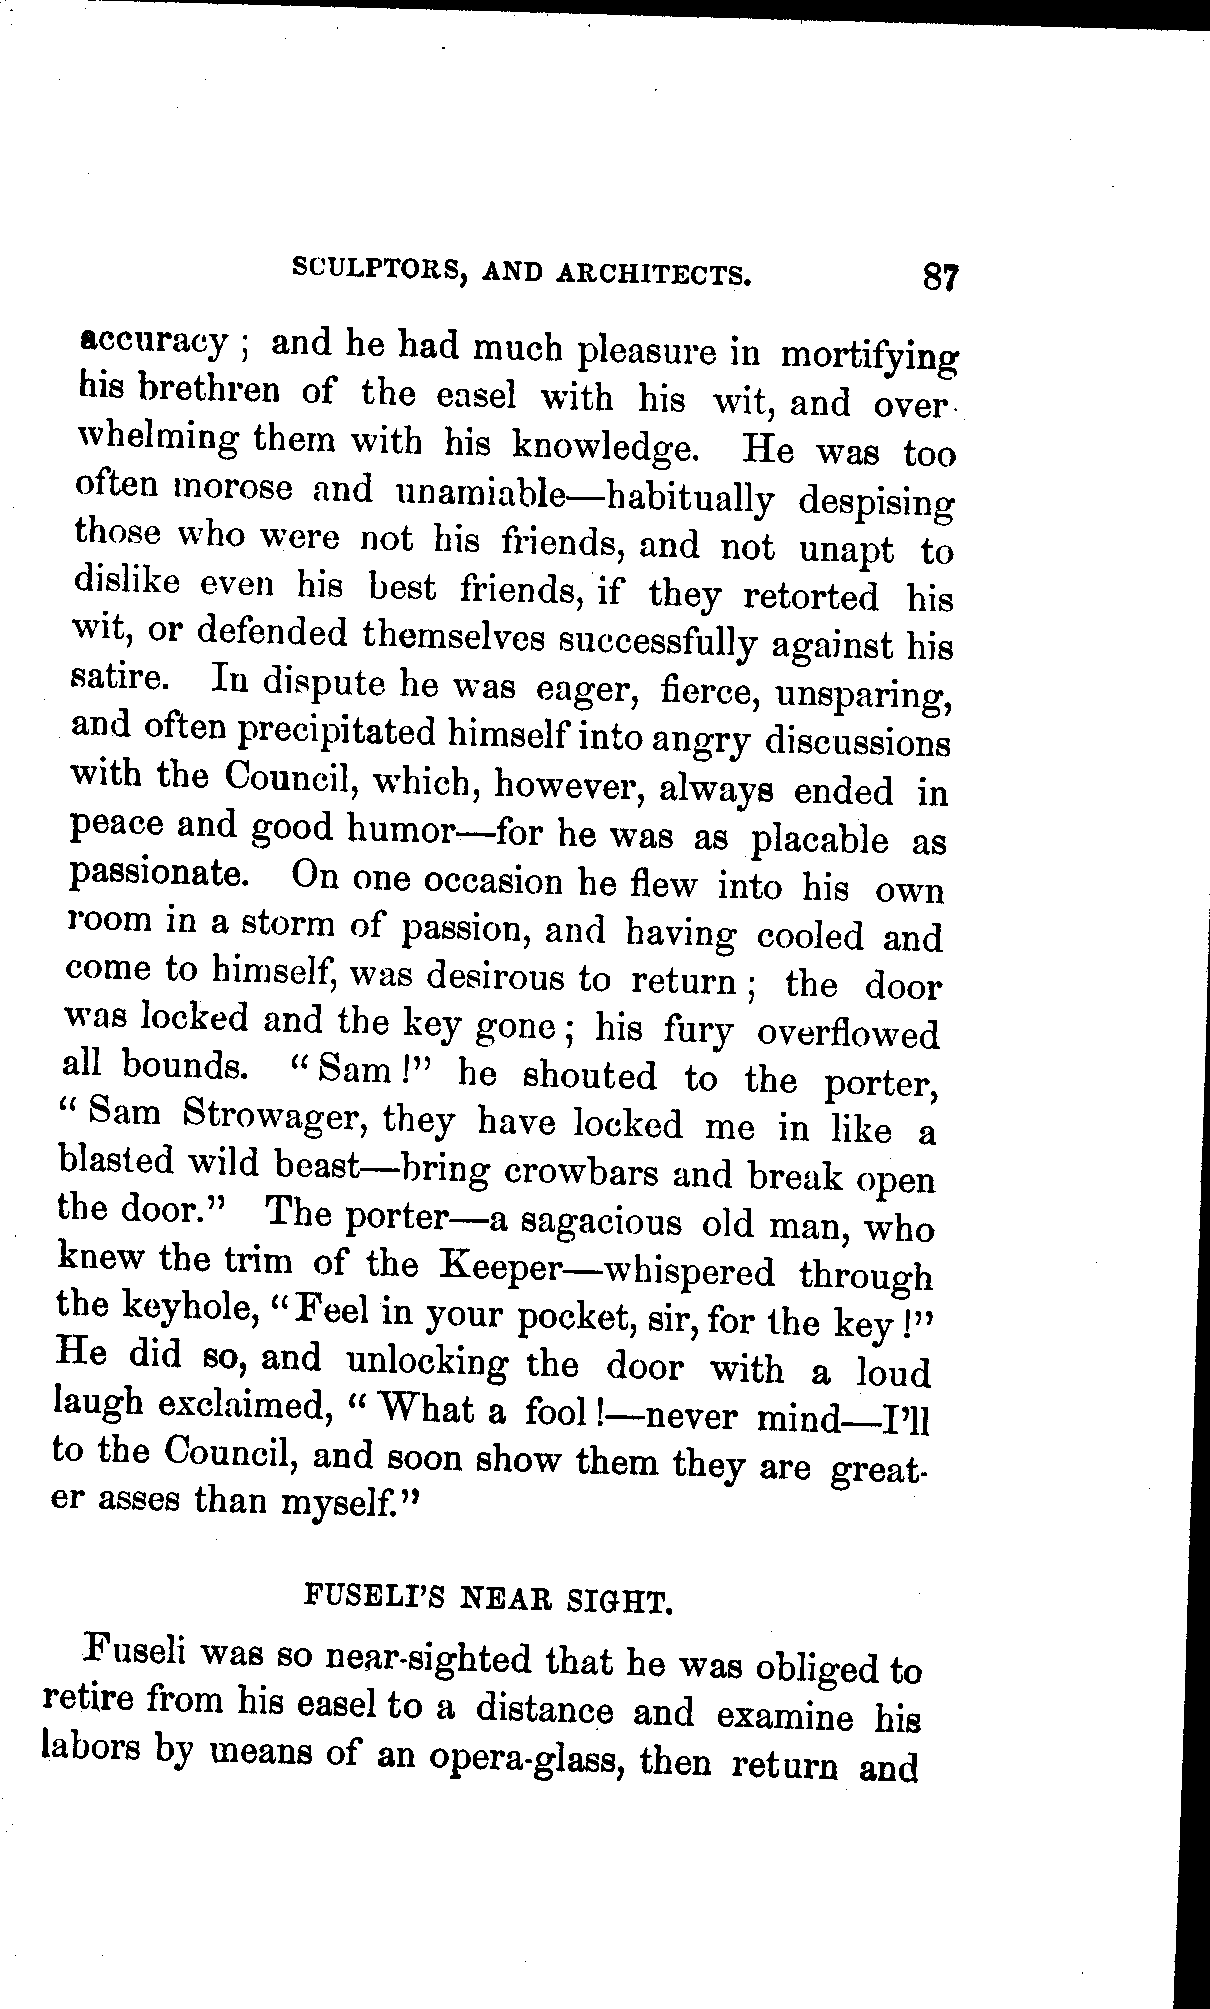 SCULPTORS, AND ARCHITECTS. 87
accuracy ; and he had much pleasure in mortifying
his brethren of the easel with his wit, and over-
whelming them with his knowledge. He was too
often morose and unamiable—habitually despising
those who were not his friends, and not unapt to
dislike even his best friends, if they retorted his
wit, or defended themselves successfully against his
satire. In dispute he was eager, fierce, unsparing,
and often precipitated himself into angry discussions
with the Council, which, however, always ended in
peace and good humor—for he was as placable as
passionate. On one occasion he flew into his own
room in a storm of passion, and having cooled and
come to himself, was desirous to return ; the door
was locked and the key gone ; his fury overflowed
all bounds. "Sam !" he shouted to the porter,
"Sam Strowager, they have locked me in like a
blasted wild beast—bring crowbars and break open
the door." The porter—a sagacious old man, who
knew the trim of the Keeper—whispered through
the keyhole, "Feel in your pocket, sir, for the key !"
He did so, and unlocking the door with a loud
laugh exclaimed, "What a fool !—never mind—I'll
to the Council, and soon show them they are great-
er asses than myself."
FUSELI'S NEAR SIGHT.
Fuseli was so near-sighted that he was obliged to
retire from his easel to a distance and examine his
labors by means of an opera-glass, then return and